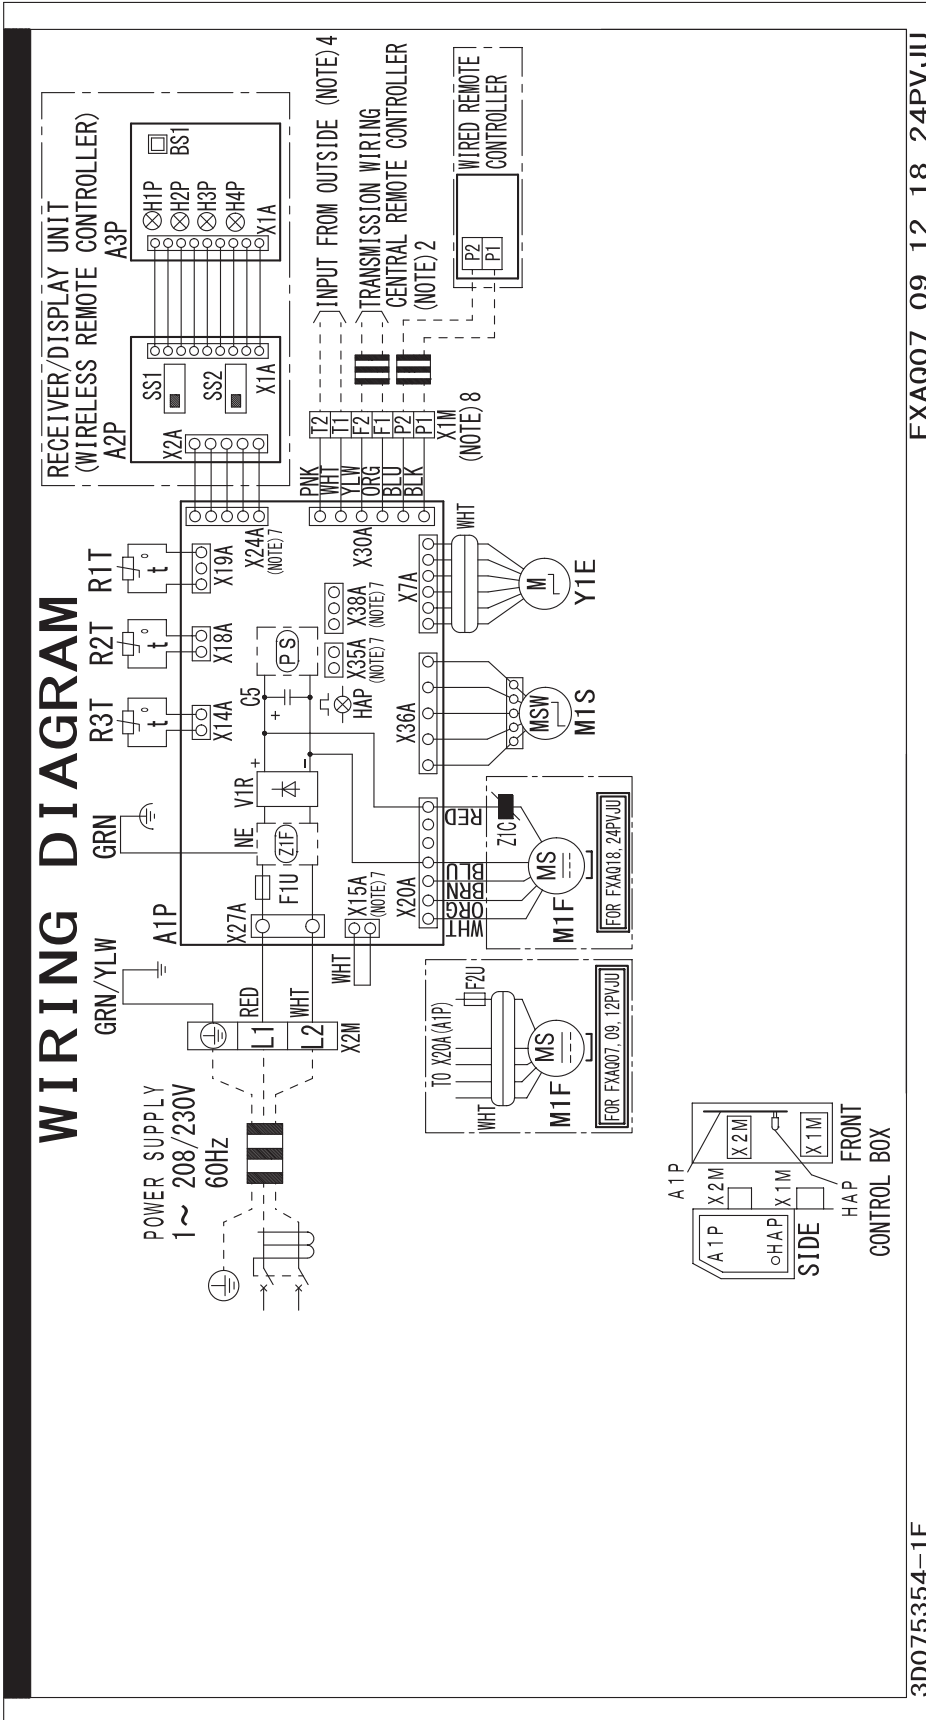 WIRING DIAGRAM
POWER SUPPLY
1~ 208/230V
60Hz
GRN/YLW
GRN
L1
L2
X2M
RED
WHT
A1P
X27A
F1U
NE
Z1F
V1R
+
-
C5
+
PS
HAP
X15A
(NOTE)7
WHT
R3T
t°
X14A
R2T
t°
X18A
R1T
t°
X19A
X24A
(NOTE)7
X35A
(NOTE)7
X38A
(NOTE)7
X30A
X20A
X36A
X7A
RECEIVER/DISPLAY UNIT
(WIRELESS REMOTE CONTROLLER)
A2P
X2A
SS1
SS2
X1A
A3P
BS1
H1P
H2P
H3P
H4P
X1A
PNK
WHT
YLW
ORG
BLU
BLK
T2
T1
F2
F1
P2
P1
X1M
(NOTE)8
INPUT FROM OUTSIDE (NOTE)4
TRANSMISSION WIRING
CENTRAL REMOTE CONTROLLER
(NOTE)2
P2
P1
WIRED REMOTE
CONTROLLER
WHT
M
Y1E
MSW
M1S
WHT
ORG
BRN
BLU
RED
Z1C
MS
M1F
FOR FXAQ18, 24PVJU
TO X20A(A1P)
F2U
WHT
MS
M1F
FOR FXAQ07, 09, 12PVJU
A1P
X2M
X1M
HAP
A1P
HAP
SIDE
X2M
X1M
FRONT
CONTROL BOX
3D075354-1F
FXAQ07 09 12 18 24PVJU